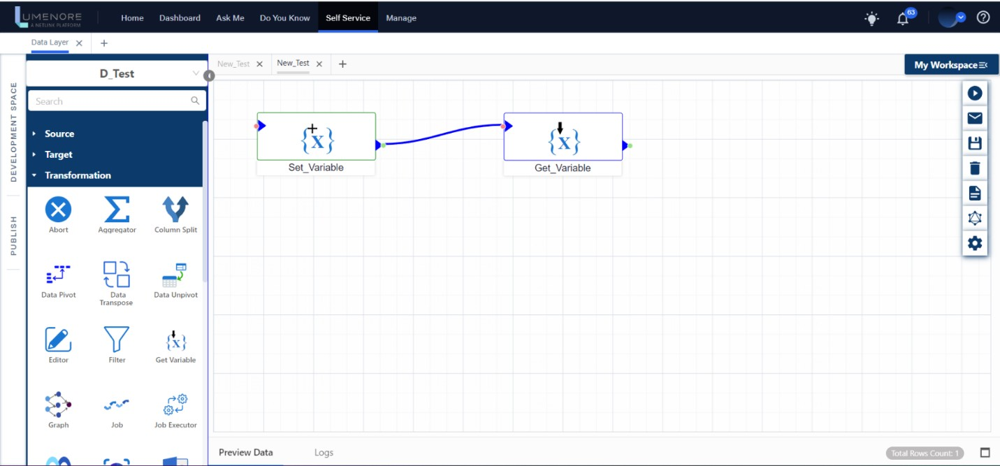 LUMENORE
A NETLINK PLATFORM
Home Dashboard Ask Me Do You Know Self Service Manage
63
Data Layer
DEVELOPMENT SPACE
PUBLISH
D_Test
Search
Source
Target
Transformation
Abort Aggregator Column Split
Data Pivot Data Transpose Data Unpivot
Editor Filter Get Variable
Graph Job Job Executor
New_Test New_Test
My Workspace
{X} {X}
Set_Variable Get_Variable
Preview Data Logs
Total Rows Count: 1